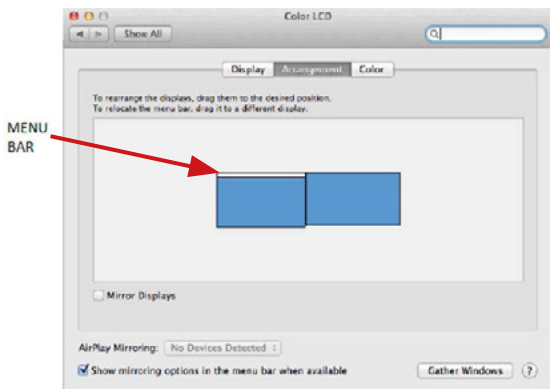 Color LCD
Show All
Display Arrangement Color
To rearrange the displays, drag them to the desired position.
To relocate the menu bar, drag it to a different display.
MENU
BAR
Mirror Displays
AirPlay Mirroring: No Devices Detected
Show mirroring options in the menu bar when available
Gather Windows ?